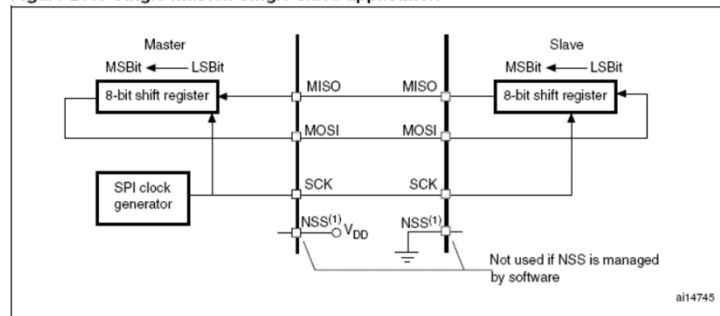 Master
MSBit LSBit
8-bit shift register
SPI clock
generator
MISO
MOSI
SCK
NSS(1)
VDD
MISO
MOSI
SCK
NSS(1)
Slave
MSBit LSBit
8-bit shift register
Not used if NSS is managed
by software
ai14745